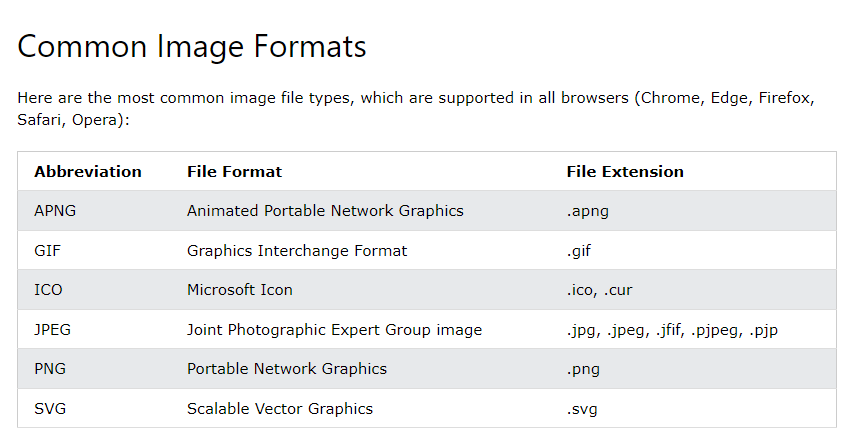 Common Image Formats
Here are the most common image file types, which are supported in all browsers (Chrome, Edge, Firefox,
Safari, Opera):
Abbreviation File Format File Extension
APNG Animated Portable Network Graphics .apng
GIF Graphics Interchange Format .gif
ICO Microsoft Icon .ico, .cur
JPEG Joint Photographic Expert Group image .jpg, .jpeg, .jfif, .pjpeg, .pjp
PNG Portable Network Graphics .png
SVG Scalable Vector Graphics .svg